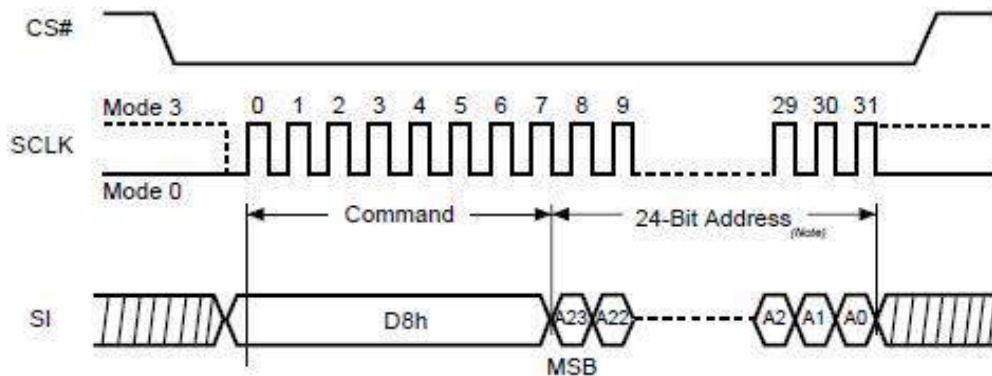 CS#
Mode 3 0 1 2 3 4 5 6 7 8 9 29 30 31
SCLK
Mode 0
Command 24-Bit Address (Note)
SI D8h A23 A22 A2 A1 A0
MSB